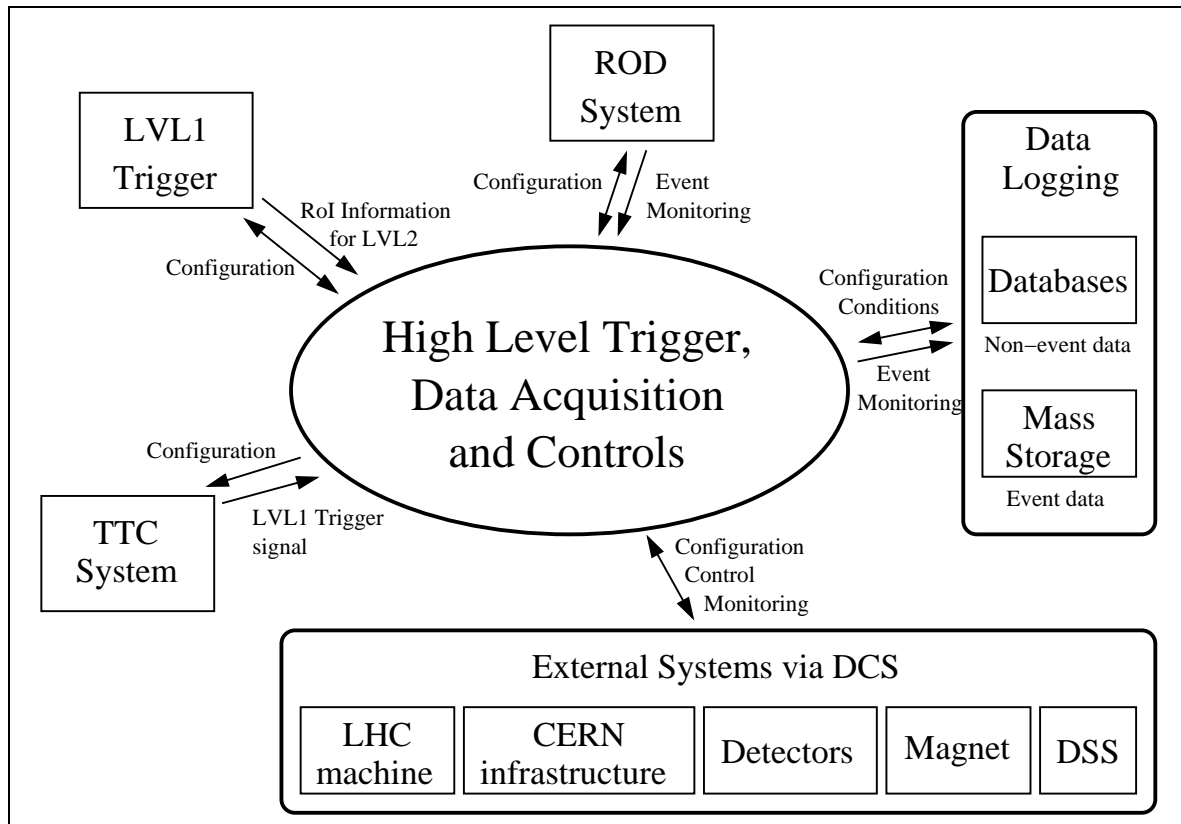 ROD
System
LVL1
Trigger
Configuration
Event
Monitoring
RoI Information
for LVL2
Configuration
Data
Logging
Databases
Non−event data
Mass
Storage
Event data
Configuration
Conditions
Event
Monitoring
High Level Trigger,
Data Acquisition
and Controls
Configuration
TTC
System
LVL1 Trigger
signal
Configuration
Control
Monitoring
External Systems via DCS
LHC
machine
CERN
infrastructure
Detectors
Magnet
DSS